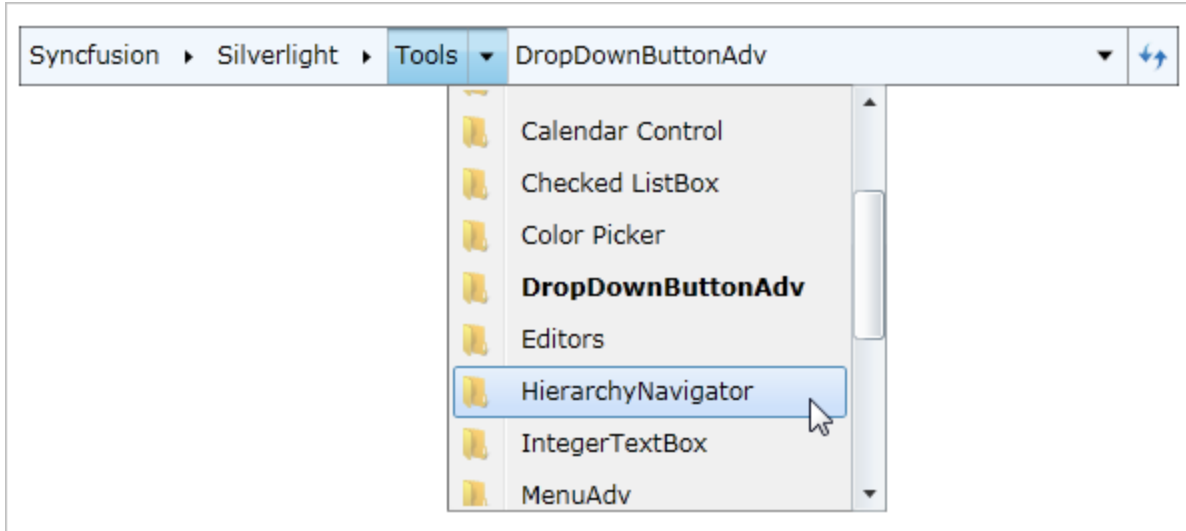 Syncfusion Silverlight Tools DropDownButtonAdv
Calendar Control
Checked ListBox
Color Picker
DropDownButtonAdv
Editors
HierarchyNavigator
IntegerTextBox
MenuAdv